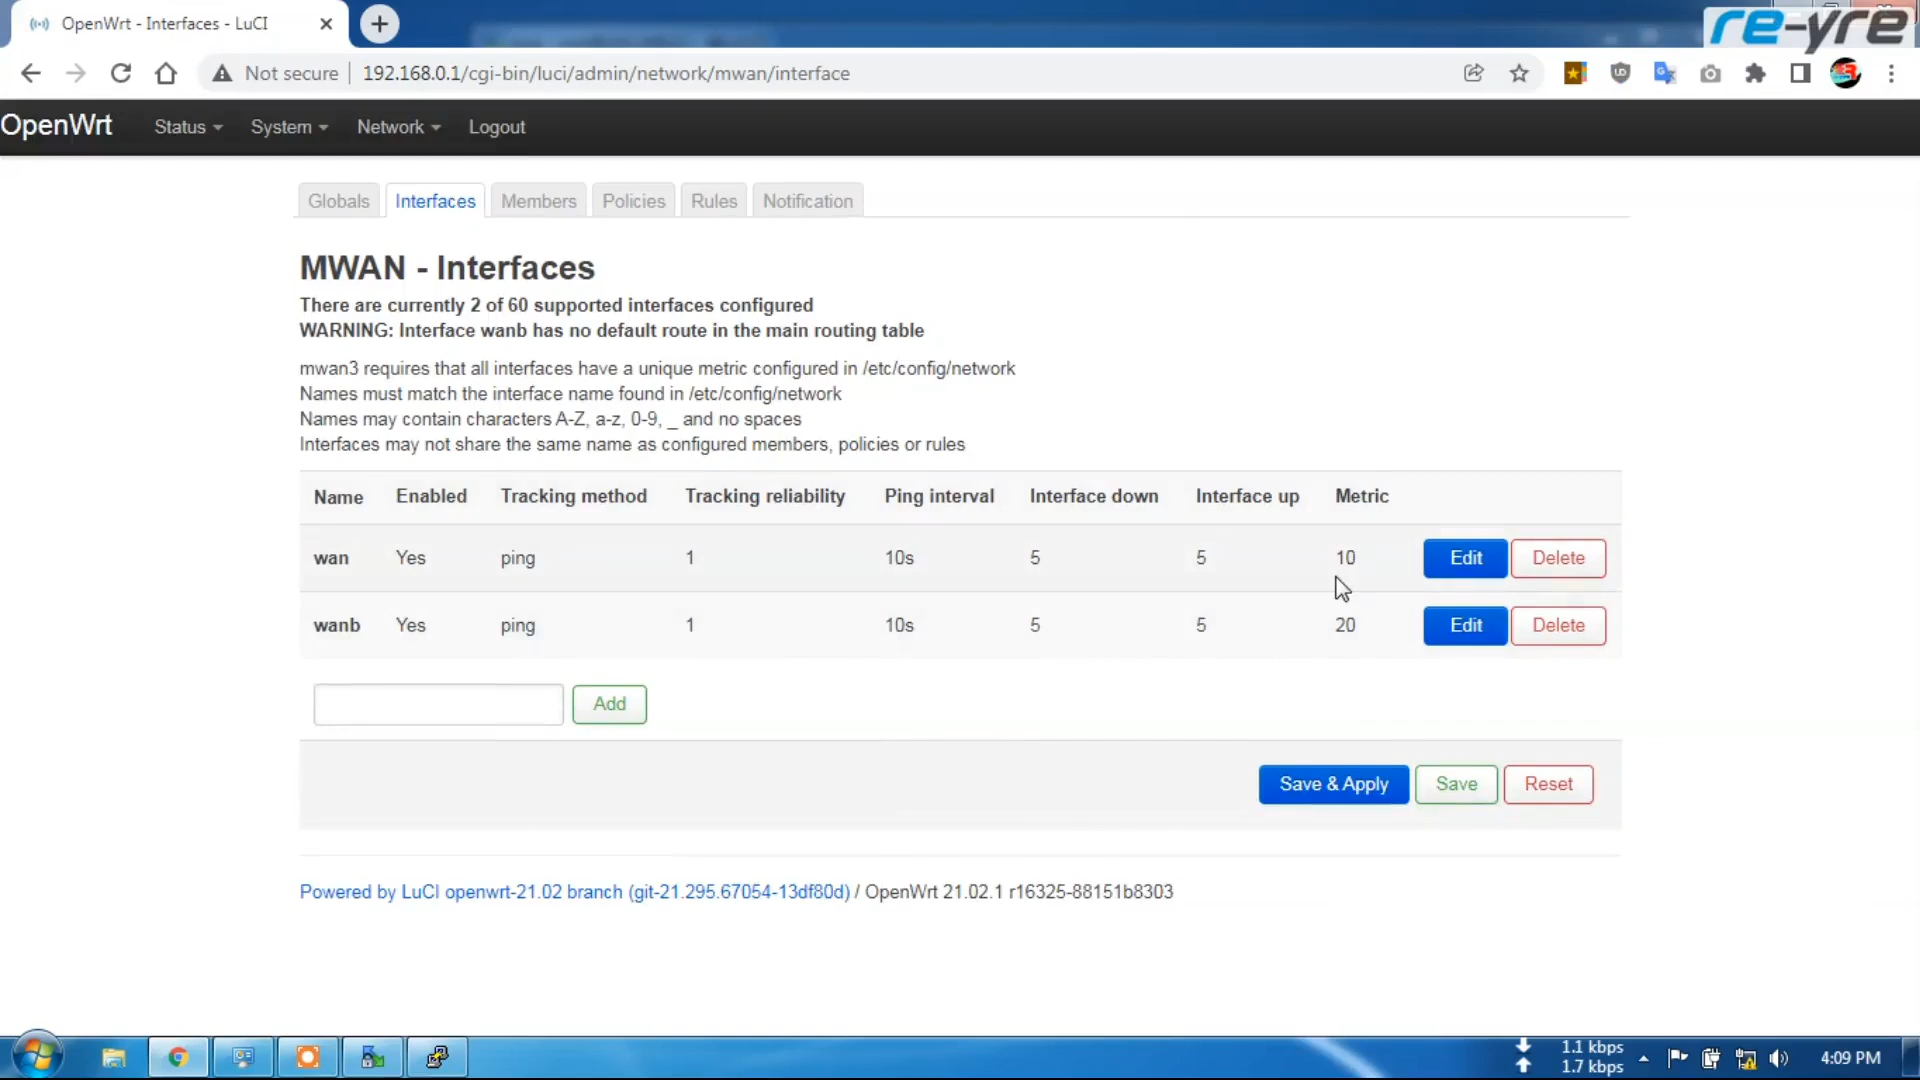 OpenWrt - Interfaces - LuCI
re-yre
Not secure
192.168.0.1/cgi-bin/luci/admin/network/mwan/interface
OpenWrt Status System Network Logout
Globals Interfaces Members Policies Rules Notification
MWAN - Interfaces
There are currently 2 of 60 supported interfaces configured
WARNING: Interface wanb has no default route in the main routing table
mwan3 requires that all interfaces have a unique metric configured in /etc/config/network
Names must match the interface name found in /etc/config/network
Names may contain characters A-Z, a-z, 0-9, _ and no spaces
Interfaces may not share the same name as configured members, policies or rules
Name Enabled Tracking method Tracking reliability Ping interval Interface down Interface up Metric
wan Yes ping 1 10s 5 5 10 Edit Delete
wanb Yes ping 1 10s 5 5 20 Edit Delete
Add
Save & Apply Save Reset
Powered by LuCI openwrt-21.02 branch (git-21.295.67054-13df80d) / OpenWrt 21.02.1 r16325-88151b8303
1.1 kbps
1.7 kbps
4:09 PM